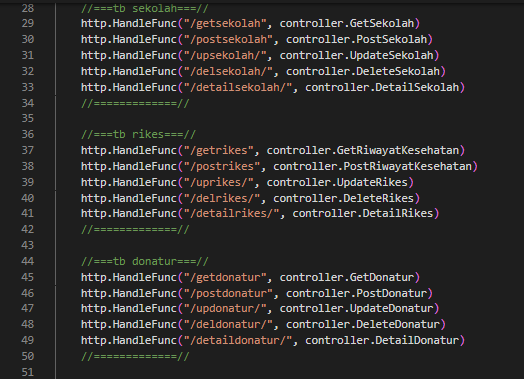 28 //===tb sekolah===//
29 http.HandleFunc("/getsekolah", controller.GetSekolah)
30 http.HandleFunc("/postsekolah", controller.PostSekolah)
31 http.HandleFunc("/upsekolah/", controller.UpdateSekolah)
32 http.HandleFunc("/delsekolah/", controller.DeleteSekolah)
33 http.HandleFunc("/detailsekolah/", controller.DetailSekolah)
34 //=============//
35
36 //===tb rikes===//
37 http.HandleFunc("/getrikes", controller.GetRiwayatKesehatan)
38 http.HandleFunc("/postrikes", controller.PostRiwayatKesehatan)
39 http.HandleFunc("/uprikes/", controller.UpdateRikes)
40 http.HandleFunc("/delrikes/", controller.DeleteRikes)
41 http.HandleFunc("/detailrikes/", controller.DetailRikes)
42 //=============//
43
44 //===tb donatur===//
45 http.HandleFunc("/getdonatur", controller.GetDonatur)
46 http.HandleFunc("/postdonatur", controller.PostDonatur)
47 http.HandleFunc("/updonatur/", controller.UpdateDonatur)
48 http.HandleFunc("/deldonatur/", controller.DeleteDonatur)
49 http.HandleFunc("/detaildonatur/", controller.DetailDonatur)
50 //=============//
51